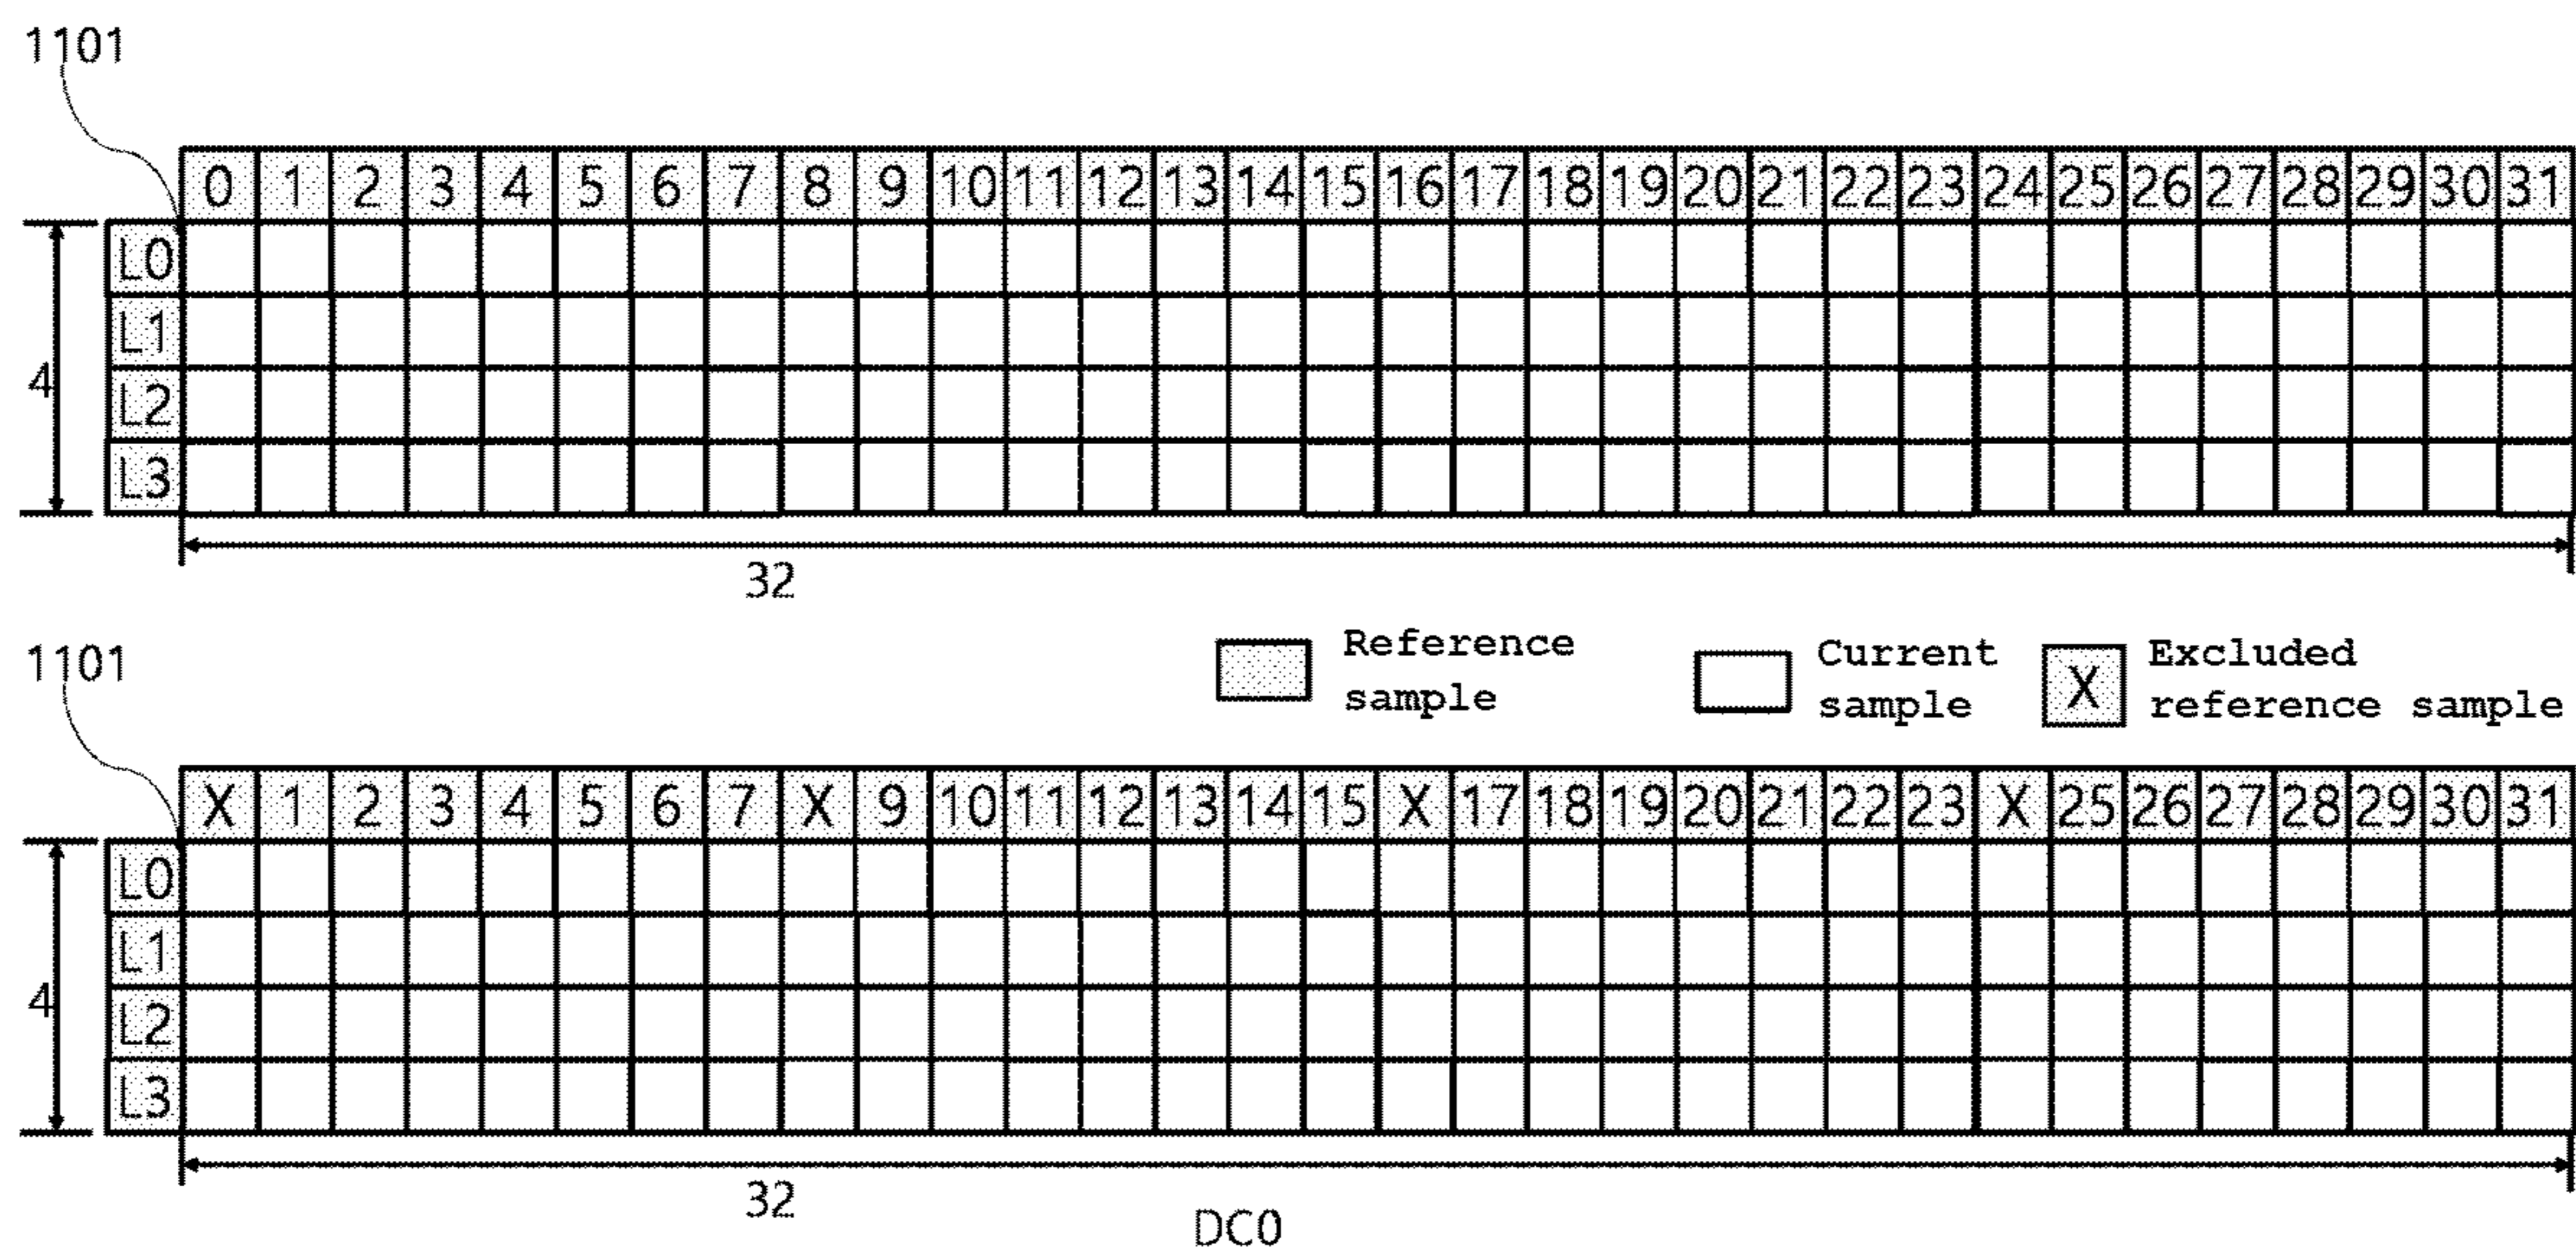 1101
0 1 2 3 4 5 6 7 8 9 10 11 12 13 14 15 16 17 18 19 20 21 22 23 24 25 26 27 28 29 30 31
L0
L1
4
L2
L3
32
Reference sample
Current sample
X
Excluded reference sample
1101
X 1 2 3 4 5 6 7 X 9 10 11 12 13 14 15 X 17 18 19 20 21 22 23 X 25 26 27 28 29 30 31
L0
L1
4
L2
L3
32
DC0